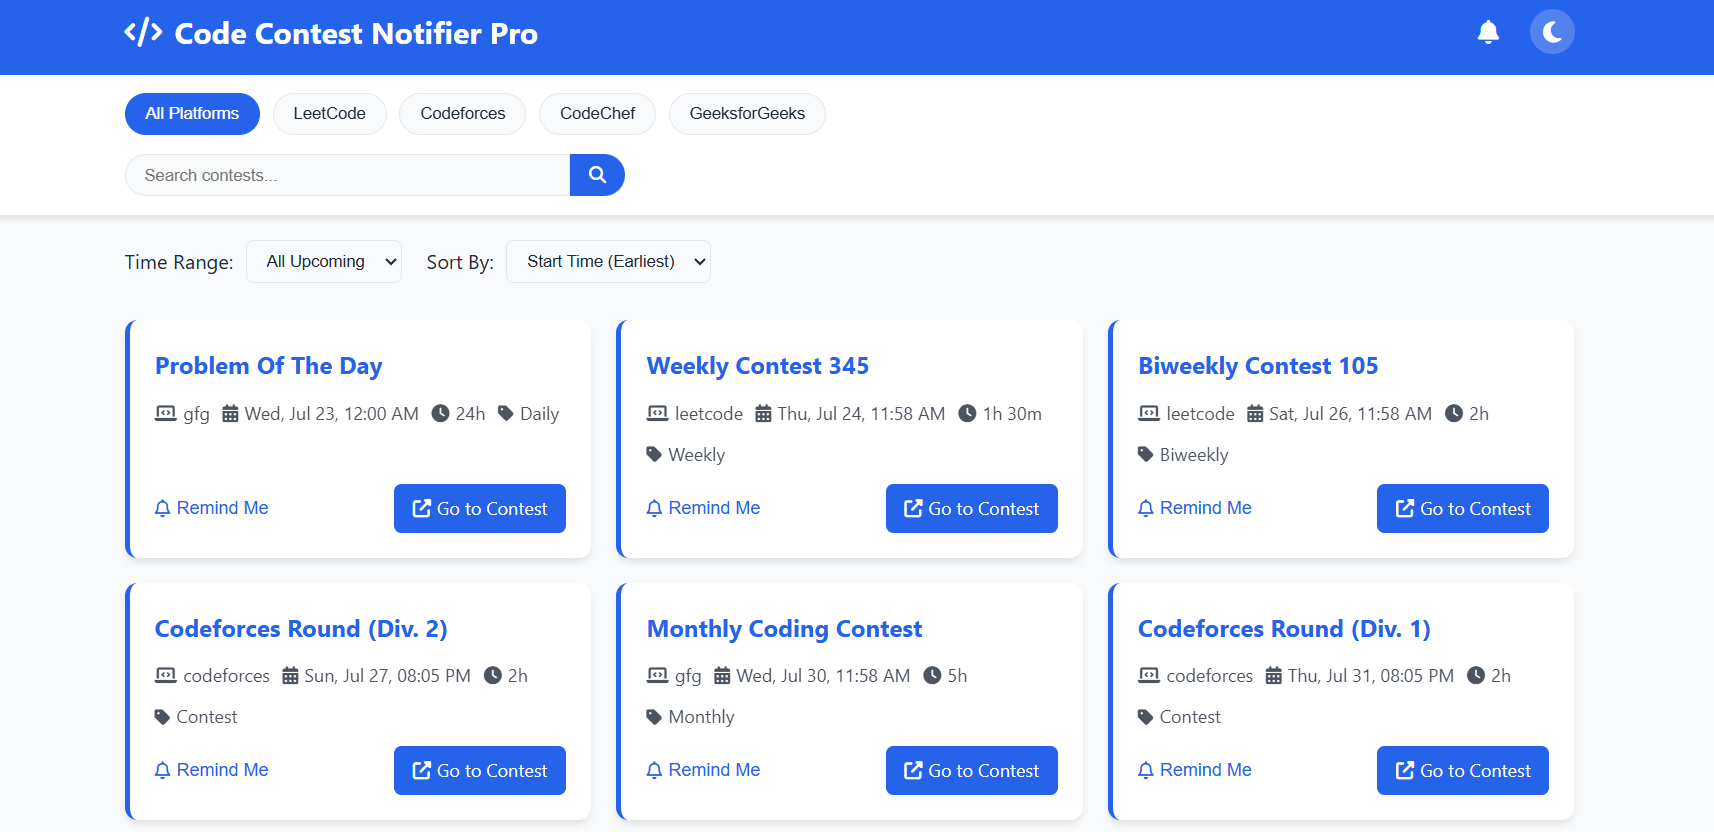 Code Contest Notifier Pro
All Platforms LeetCode Codeforces CodeChef GeeksforGeeks
Search contests...
Time Range: All Upcoming Sort By: Start Time (Earliest)
Problem Of The Day
gfg Wed, Jul 23, 12:00 AM 24h Daily
Remind Me Go to Contest
Weekly Contest 345
leetcode Thu, Jul 24, 11:58 AM 1h 30m
Weekly
Remind Me Go to Contest
Biweekly Contest 105
leetcode Sat, Jul 26, 11:58 AM 2h
Biweekly
Remind Me Go to Contest
Codeforces Round (Div. 2)
codeforces Sun, Jul 27, 08:05 PM 2h
Contest
Remind Me Go to Contest
Monthly Coding Contest
gfg Wed, Jul 30, 11:58 AM 5h
Monthly
Remind Me Go to Contest
Codeforces Round (Div. 1)
codeforces Thu, Jul 31, 08:05 PM 2h
Contest
Remind Me Go to Contest